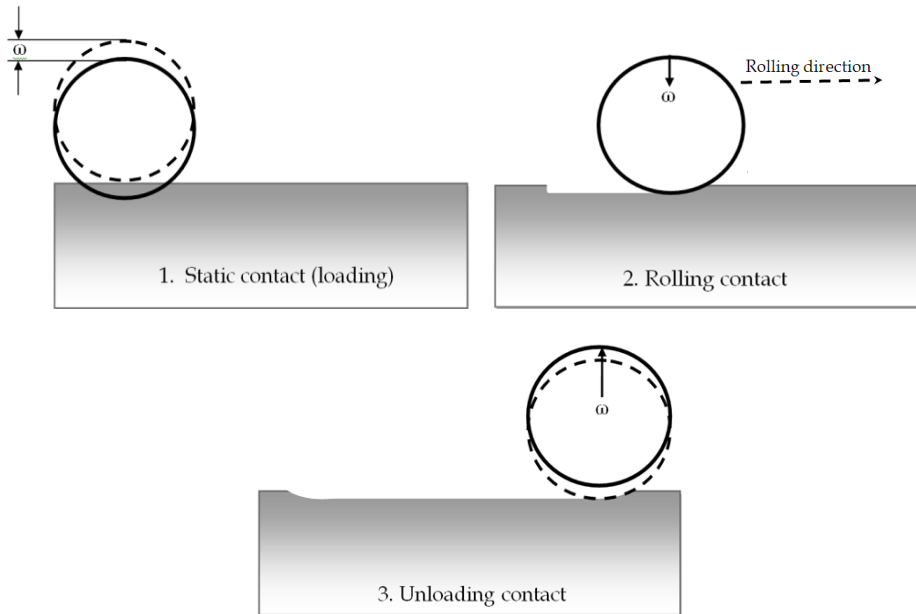 ω
1. Static contact (loading)
Rolling direction
ω
2. Rolling contact
ω
3. Unloading contact